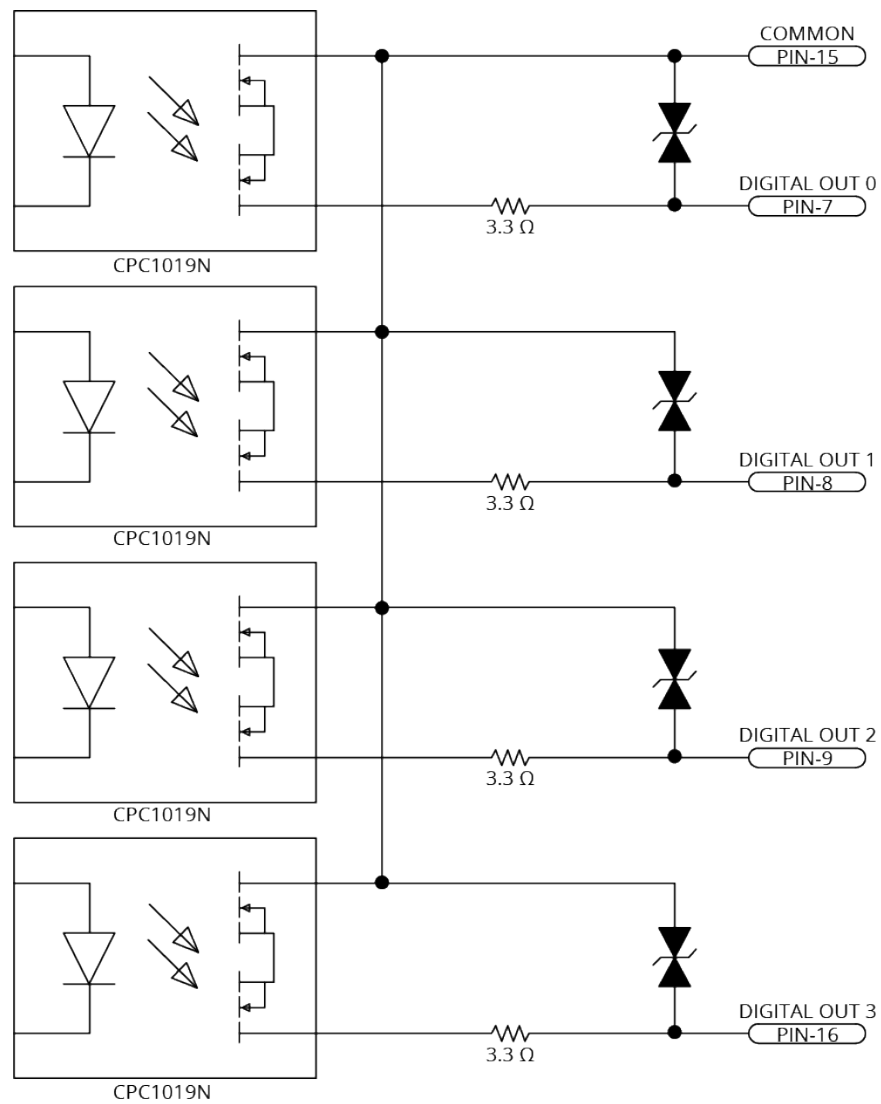 COMMON
PIN-15
DIGITAL OUT 0
PIN-7
3.3 Ω
CPC1019N
DIGITAL OUT 1
PIN-8
3.3 Ω
CPC1019N
DIGITAL OUT 2
PIN-9
3.3 Ω
CPC1019N
DIGITAL OUT 3
PIN-16
3.3 Ω
CPC1019N